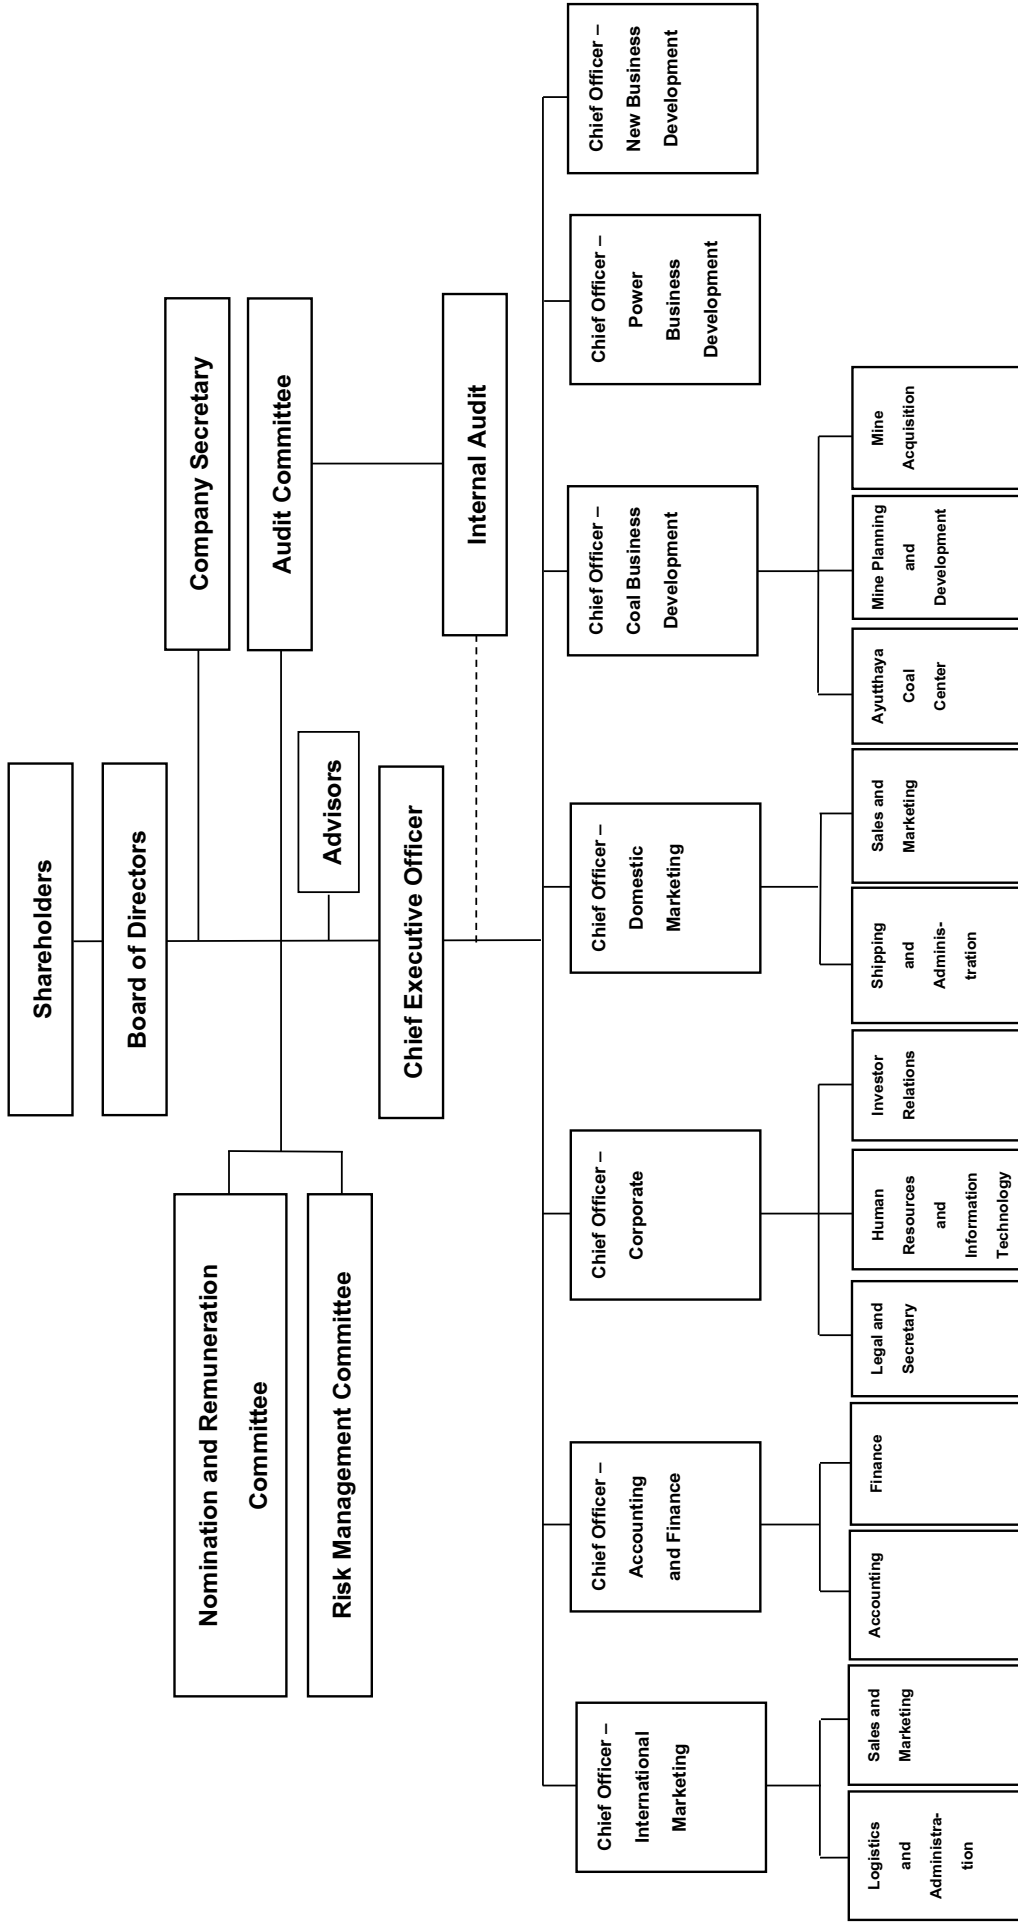 Shareholders
Board of Directors
Company Secretary
Nomination and Remuneration
Committee
Audit Committee
Risk Management Committee
Advisors
Chief Executive Officer
Internal Audit
Chief Officer –
International
Marketing
Chief Officer –
Accounting
and Finance
Chief Officer –
Corporate
Chief Officer –
Domestic
Marketing
Chief Officer –
Coal Business
Development
Chief Officer –
Power
Business
Development
Chief Officer –
New Business
Development
Logistics
and
Administra-
tion
Sales and
Marketing
Accounting
Finance
Legal and
Secretary
Human
Resources
and
Information
Technology
Investor
Relations
Shipping
and
Adminis-
tration
Sales and
Marketing
Ayutthaya
Coal
Center
Mine Planning
and
Development
Mine
Acquisition